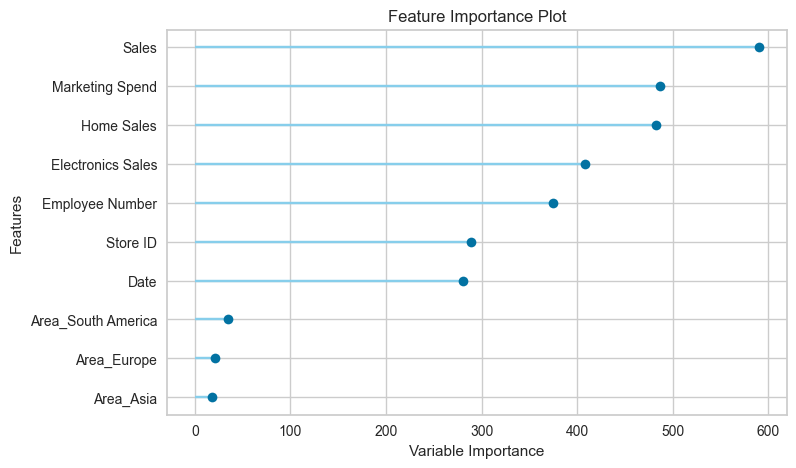 Feature Importance Plot
Features
Sales
Marketing Spend
Home Sales
Electronics Sales
Employee Number
Store ID
Date
Area_South America
Area_Europe
Area_Asia
0 100 200 300 400 500 600
Variable Importance